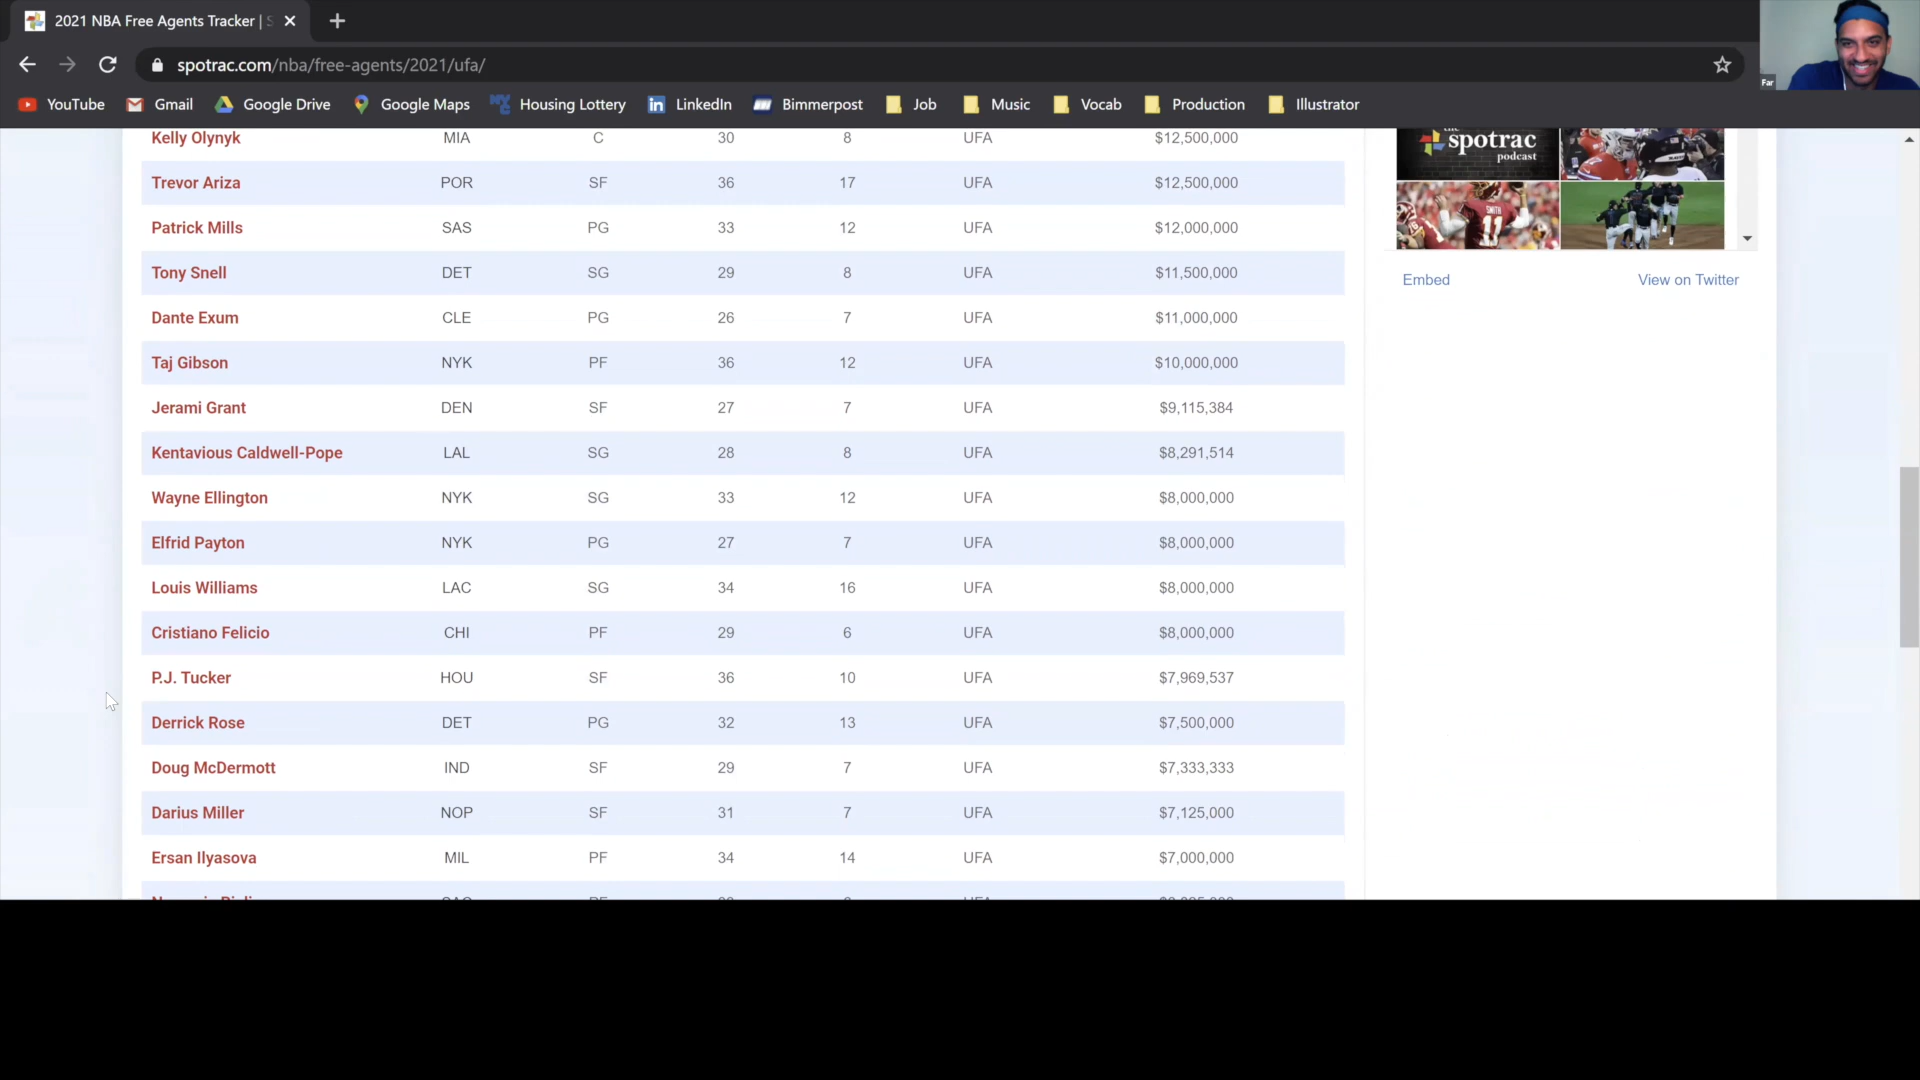 2021 NBA Free Agents Tracker | S
spotrac.com/nba/free-agents/2021/ufa/
Far
YouTube Gmail Google Drive Google Maps Housing Lottery LinkedIn Bimmerpost Job Music Vocab Production Illustrator
Kelly Olynyk MIA C 30 8 UFA $12,500,000
Trevor Ariza POR SF 36 17 UFA $12,500,000
Patrick Mills SAS PG 33 12 UFA $12,000,000
Tony Snell DET SG 29 8 UFA $11,500,000
Dante Exum CLE PG 26 7 UFA $11,000,000
Taj Gibson NYK PF 36 12 UFA $10,000,000
Jerami Grant DEN SF 27 7 UFA $9,115,384
Kentavious Caldwell-Pope LAL SG 28 8 UFA $8,291,514
Wayne Ellington NYK SG 33 12 UFA $8,000,000
Elfrid Payton NYK PG 27 7 UFA $8,000,000
Louis Williams LAC SG 34 16 UFA $8,000,000
Cristiano Felicio CHI PF 29 6 UFA $8,000,000
P.J. Tucker HOU SF 36 10 UFA $7,969,537
Derrick Rose DET PG 32 13 UFA $7,500,000
Doug McDermott IND SF 29 7 UFA $7,333,333
Darius Miller NOP SF 31 7 UFA $7,125,000
Ersan Ilyasova MIL PF 34 14 UFA $7,000,000
the
spotrac
podcast
SMITH
11
Embed View on Twitter